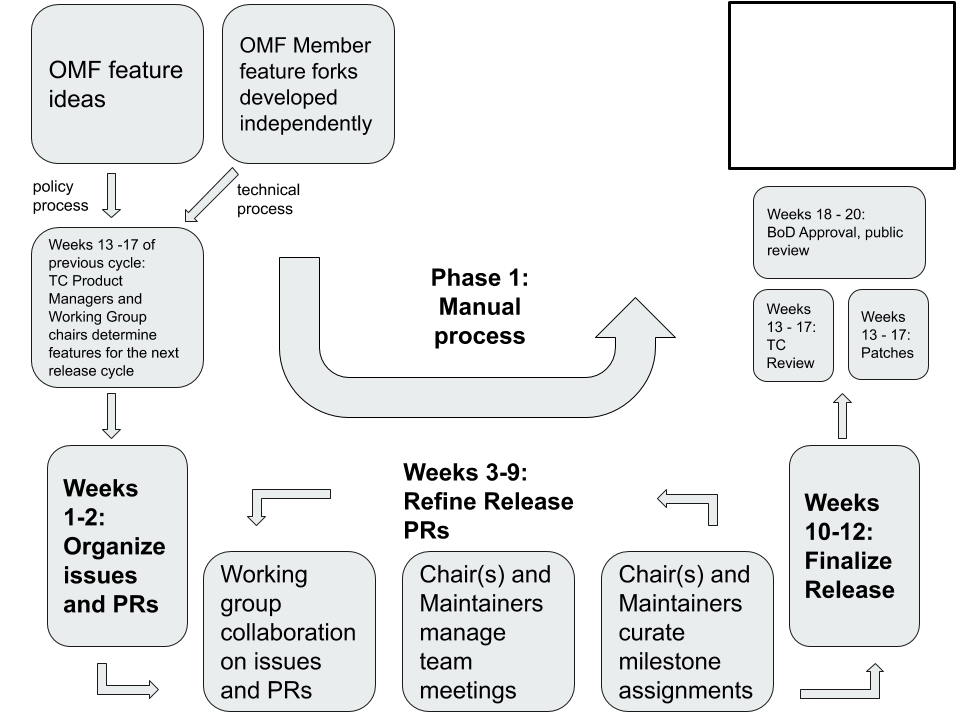 OMF feature
ideas
OMF Member
feature forks
developed
independently
policy
process
technical
process
Weeks 13 -17 of
previous cycle:
TC Product
Managers and
Working Group
chairs determine
features for the next
release cycle
Phase 1:
Manual
process
Weeks 18 - 20:
BoD Approval, public
review
Weeks
13 - 17:
TC
Review
Weeks
13 - 17:
Patches
Weeks
1-2:
Organize
issues
and PRs
Weeks 3-9:
Refine Release
PRs
Working
group
collaboration
on issues
and PRs
Chair(s) and
Maintainers
manage
team
meetings
Chair(s) and
Maintainers
curate
milestone
assignments
Weeks
10-12:
Finalize
Release